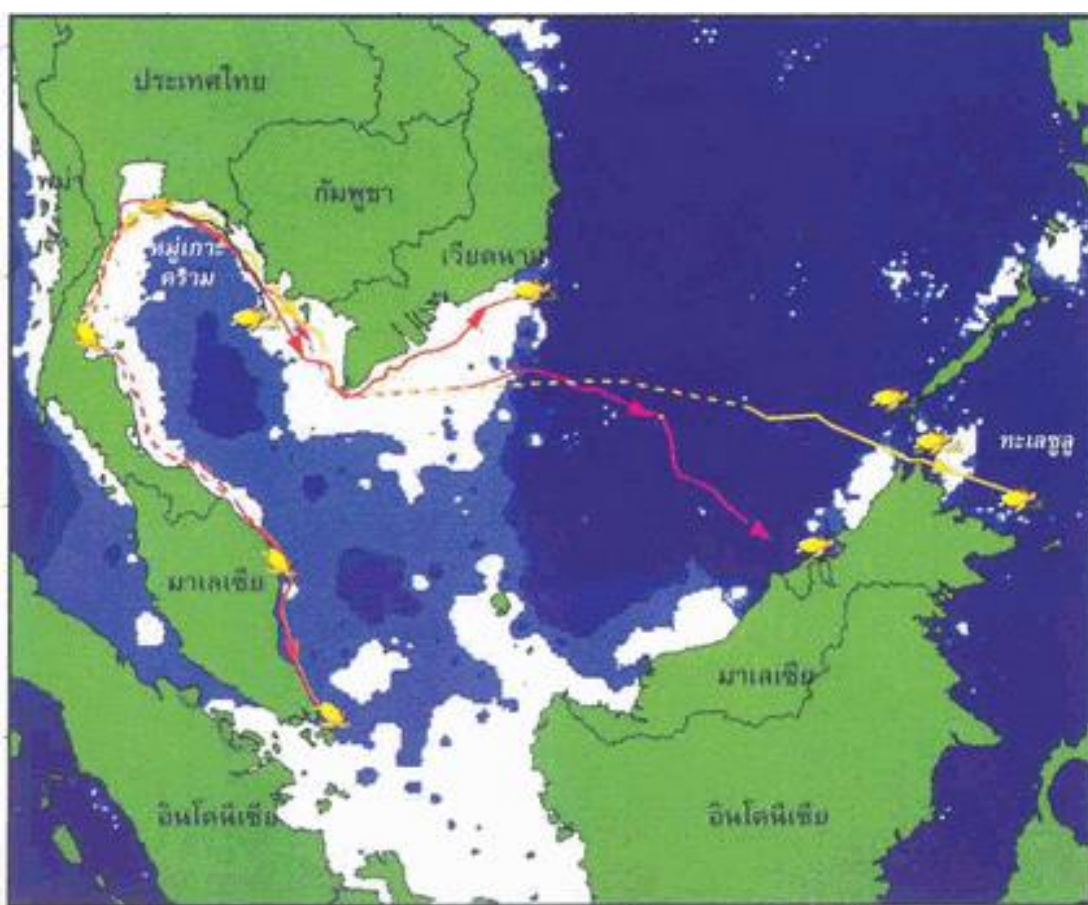 ประเทศไทย
พม่า
กัมพูชา
หมู่เกาะ
คราม
เวียดนาม
ทะเลซูลู
มาเลเซีย
มาเลเซีย
อินโดนีเซีย
อินโดนีเซีย